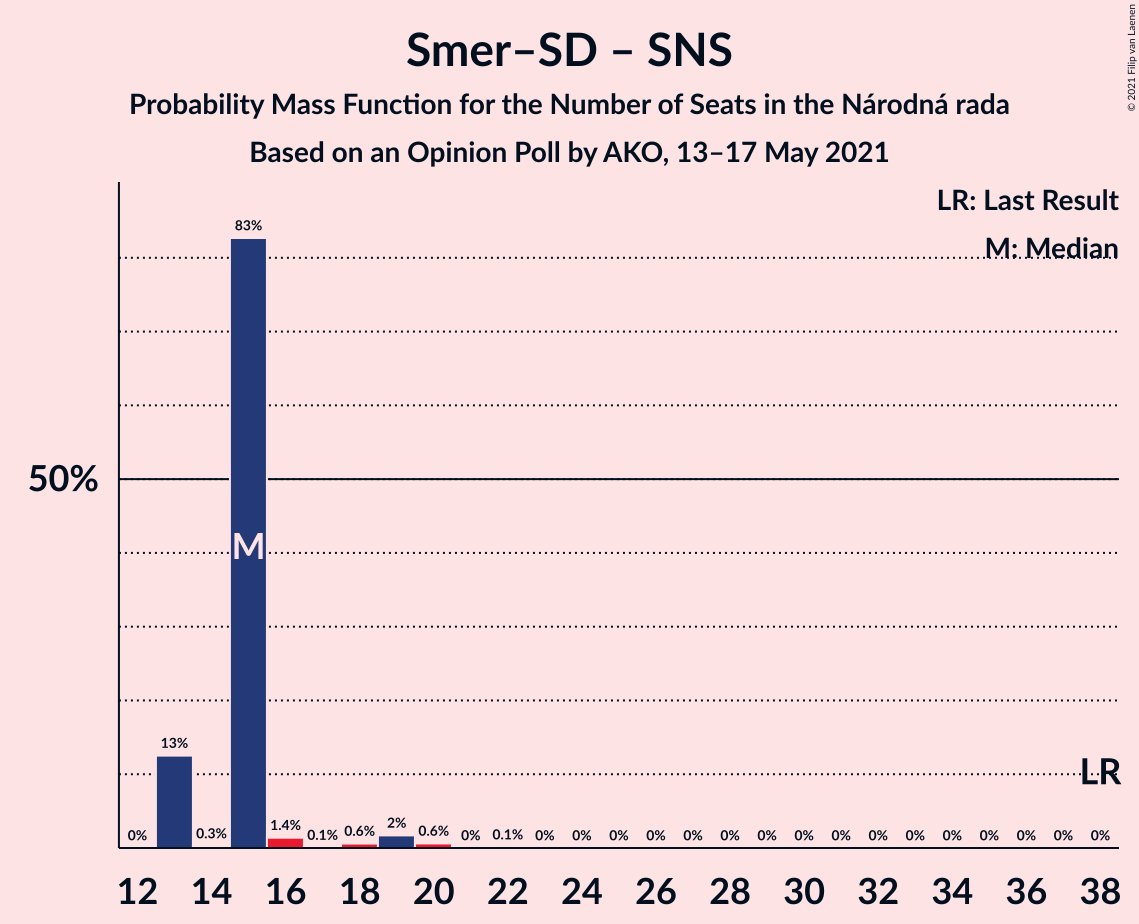 Smer–SD – SNS
Probability Mass Function for the Number of Seats in the Národná rada
Based on an Opinion Poll by AKO, 13–17 May 2021
© 2021 Filip van Laenen
LR: Last Result
M: Median
50%
83%
M
13%
LR
0% 0.3% 1.4% 0.1% 0.6% 2% 0.6% 0% 0.1% 0% 0% 0% 0% 0% 0% 0% 0% 0% 0% 0% 0% 0% 0% 0% 0%
12 14 16 18 20 22 24 26 28 30 32 34 36 38